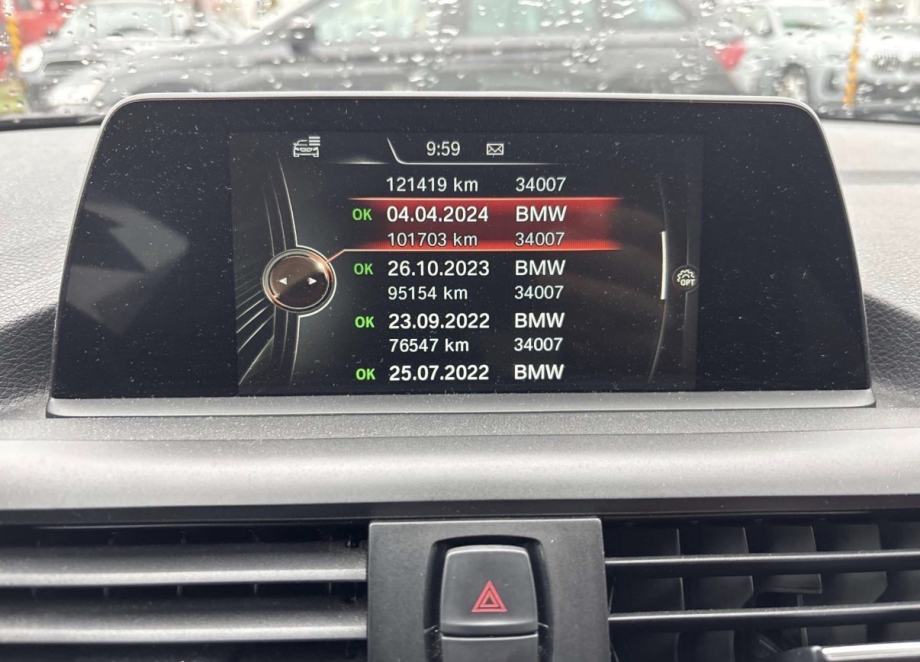 9:59
121419 km 34007
OK 04.04.2024 BMW
101703 km 34007
OK 26.10.2023 BMW
95154 km 34007
OPT
OK 23.09.2022 BMW
76547 km 34007
OK 25.07.2022 BMW